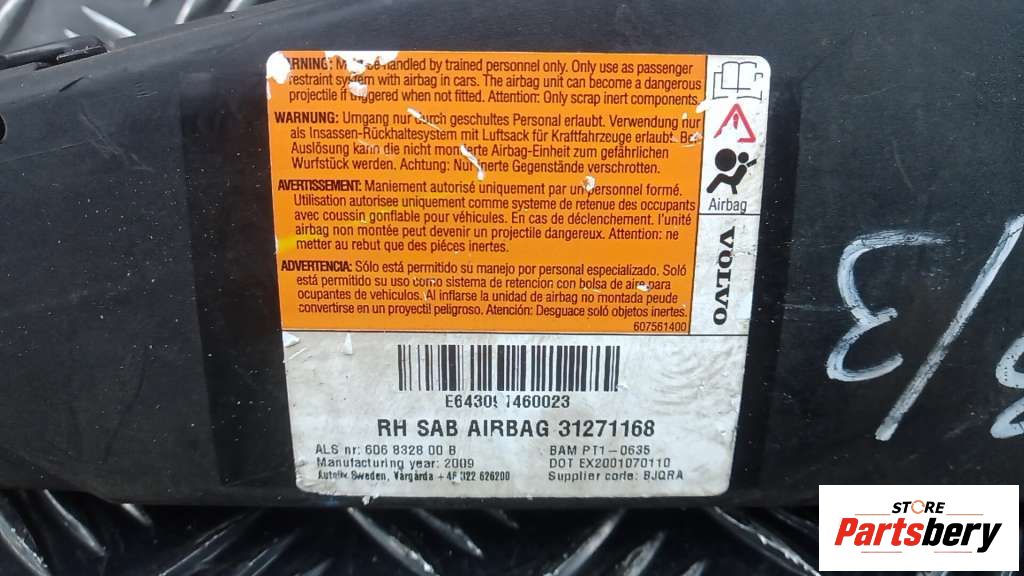 be handled by trained personnel only. Only use as passenger
restraint system with airbag in cars. The airbag unit can become a dangerous
projectile if triggered when not fitted. Attention: Only scrap inert components.
WARNUNG: Umgang nur durch geschultes Personal erlaubt. Verwendung nur
als Insassen-Rückhaltesystem mit Luftsack für Kraftfahrzeuge erlaubt.
Auslösung kann die nicht montierte Airbag-Einheit zum gefährlichen
Wurfstück werden. Achtung: Nur inerte Gegenstände verschrotten.
AVERTISSEMENT: Maniement autorisé uniquement par un personnel formé.
Utilisation autorisee uniquement comme systeme de retenue des occupants
avec coussin gonflable pour véhicules. En cas de déclenchement. l'unité
airbag non montée peut devenir un projectile dangereux. Attention: ne
metter au rebut que des piéces inertes.
ADVERTENCIA: Sólo está permitido su manejo por personal especializado. Soló
está permitido su uso como sistema de retencion con bolsa de aire para
ocupantes de vehículos. Al inflarse la unidad de airbag no montada peude
convertirse en un proyectil peligroso. Atención: Desguace soló objetos inertes.
607561400
Airbag
VOLVO
RH SAB AIRBAG 31271168
ALS nr: 606 8328 00 B
BAM PT1-0635
Manufacturing year: 2009
DOT EX2001070110
Autoliv Sweden, Vårgårda +46 322 626200
Supplier code: BJQRA
/3
STORE
Partsbery